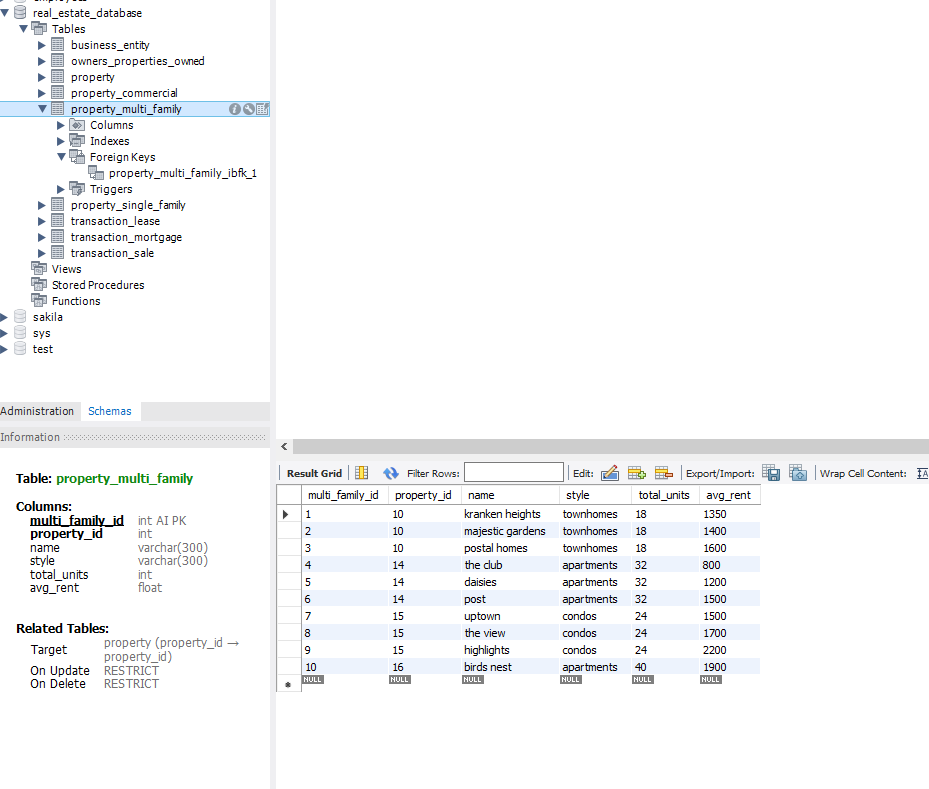 real_estate_database
Tables
business_entity
owners_properties_owned
property
property_commercial
property_multi_family
Columns
Indexes
Foreign Keys
property_multi_family_ibfk_1
Triggers
property_single_family
transaction_lease
transaction_mortgage
transaction_sale
Views
Stored Procedures
Functions
sakila
sys
test
Administration Schemas
Information
Table: property_multi_family
Columns:
multi_family_id int AI PK
property_id int
name varchar(300)
style varchar(300)
total_units int
avg_rent float
Related Tables:
Target property (property_id → property_id)
On Update RESTRICT
On Delete RESTRICT
Result Grid Filter Rows: Edit: Export/Import: Wrap Cell Content:
multi_family_id property_id name style total_units avg_rent
1 10 kranken heights townhomes 18 1350
2 10 majestic gardens townhomes 18 1400
3 10 postal homes townhomes 18 1600
4 14 the club apartments 32 800
5 14 daisies apartments 32 1200
6 14 post apartments 32 1500
7 15 uptown condos 24 1500
8 15 the view condos 24 1700
9 15 highlights condos 24 2200
10 16 birds nest apartments 40 1900
NULL NULL NULL NULL NULL NULL